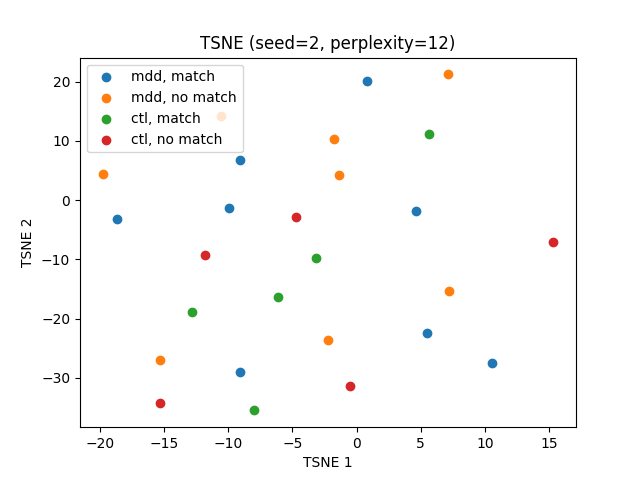 TSNE (seed=2, perplexity=12)
mdd, match
mdd, no match
ctl, match
ctl, no match
20
10
0
−10
−20
−30
TSNE 2
−20
−15
−10
−5
0
5
10
15
TSNE 1